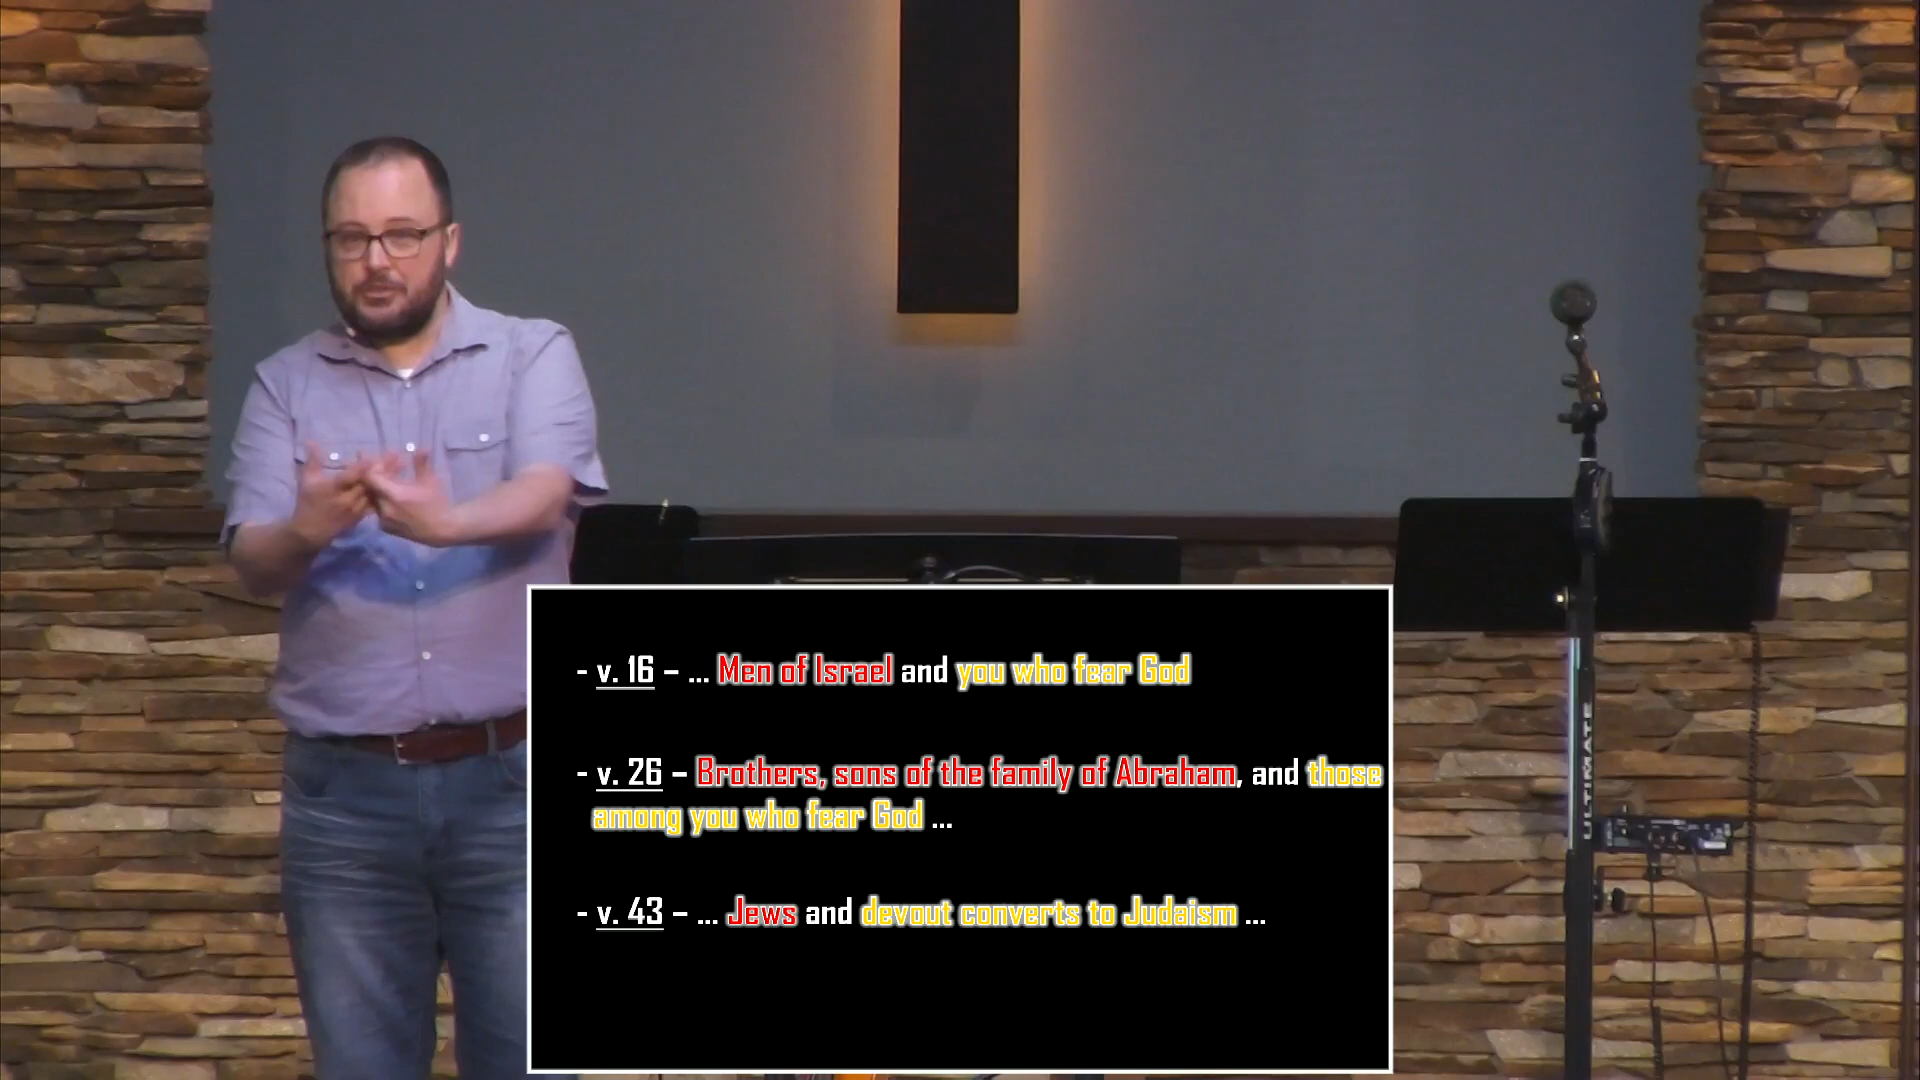 - v. 16 – ... Men of Israel and you who fear God
- v. 26 – Brothers, sons of the family of Abraham, and those
among you who fear God ...
- v. 43 – ... Jews and devout converts to Judaism ...
ULTIMATE